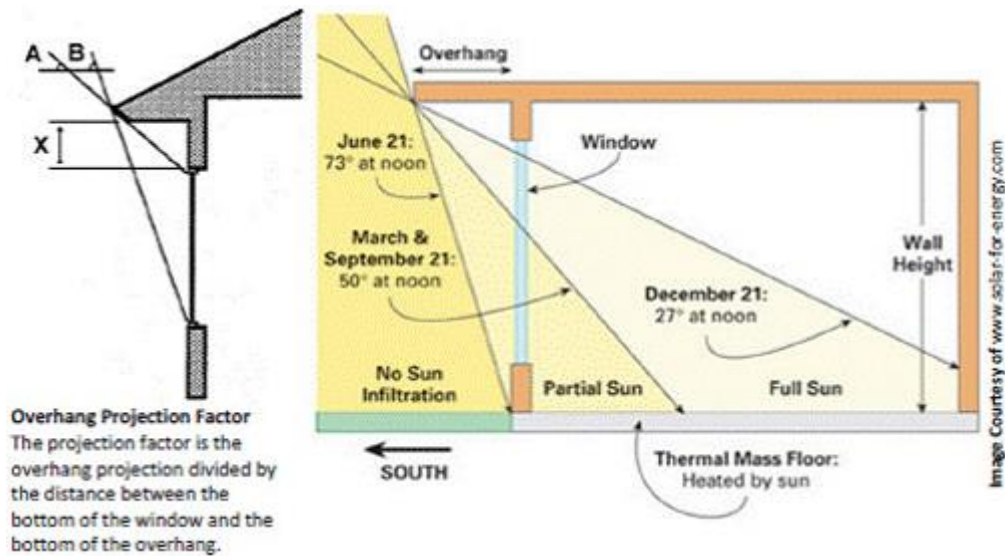 A
B
X
Overhang Projection Factor
The projection factor is the
overhang projection divided by
the distance between the
bottom of the window and the
bottom of the overhang.
Overhang
June 21:
73° at noon
Window
March &
September 21:
50° at noon
Wall
Height
December 21:
27° at noon
No Sun
Infiltration
Partial Sun
Full Sun
SOUTH
Thermal Mass Floor:
Heated by sun
Image Courtesy of www.solar-for-energy.com